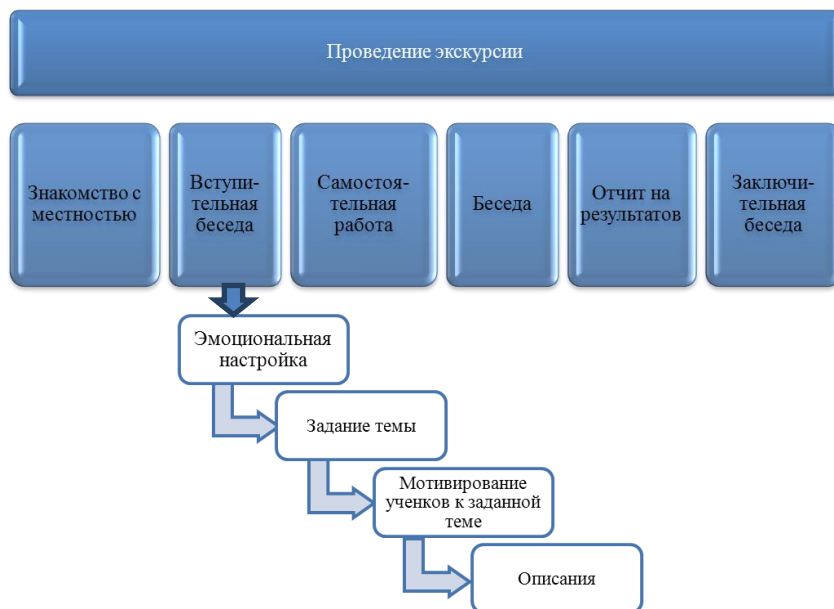 Проведение экскурсии
Знакомство с
местностью
Вступи-
тельная
беседа
Самостоя-
тельная
работа
Беседа
Отчит на
результатов
Заключи-
тельная
беседа
Эмоциональная
настройка
Задание темы
Мотивирование
ученков к заданной
теме
Описания